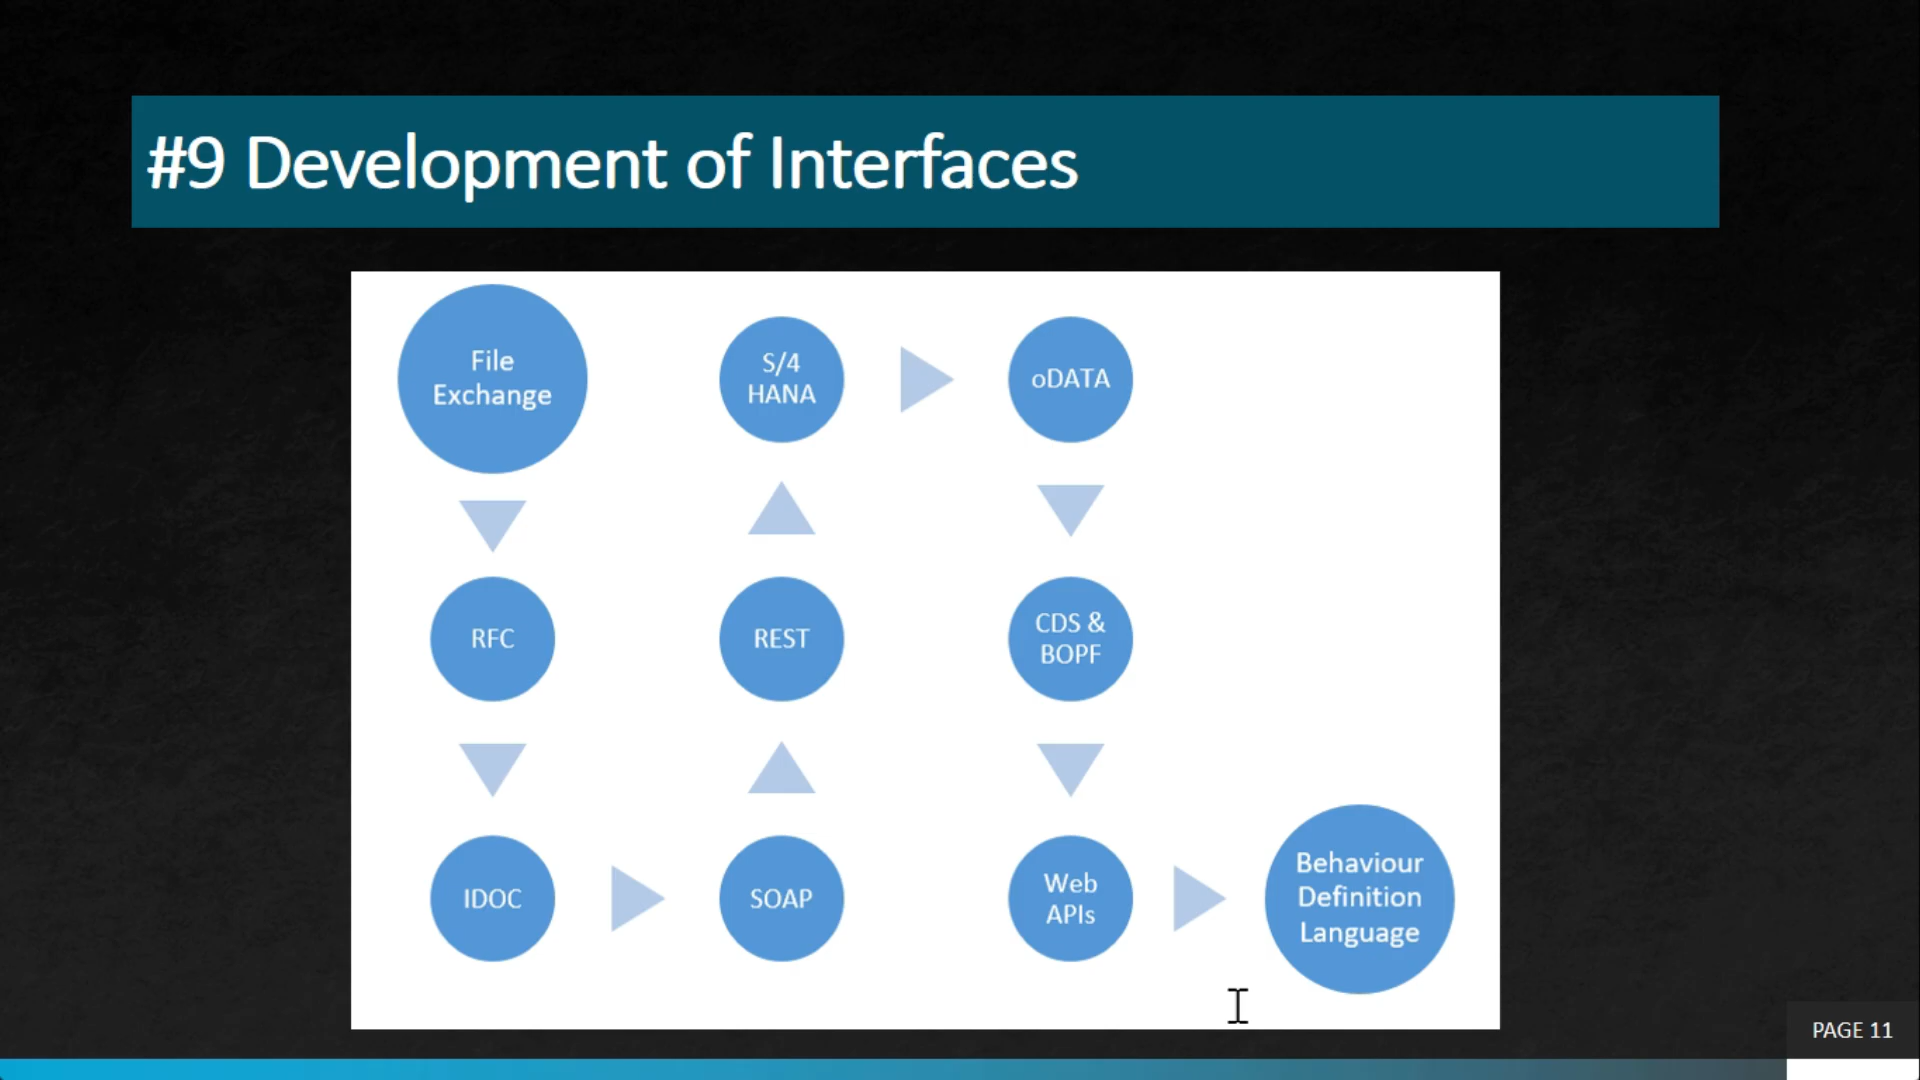 #9 Development of Interfaces
File
Exchange
RFC
IDOC
SOAP
REST
S/4
HANA
oDATA
CDS &
BOPF
Web
APIs
Behaviour
Definition
Language
PAGE 11